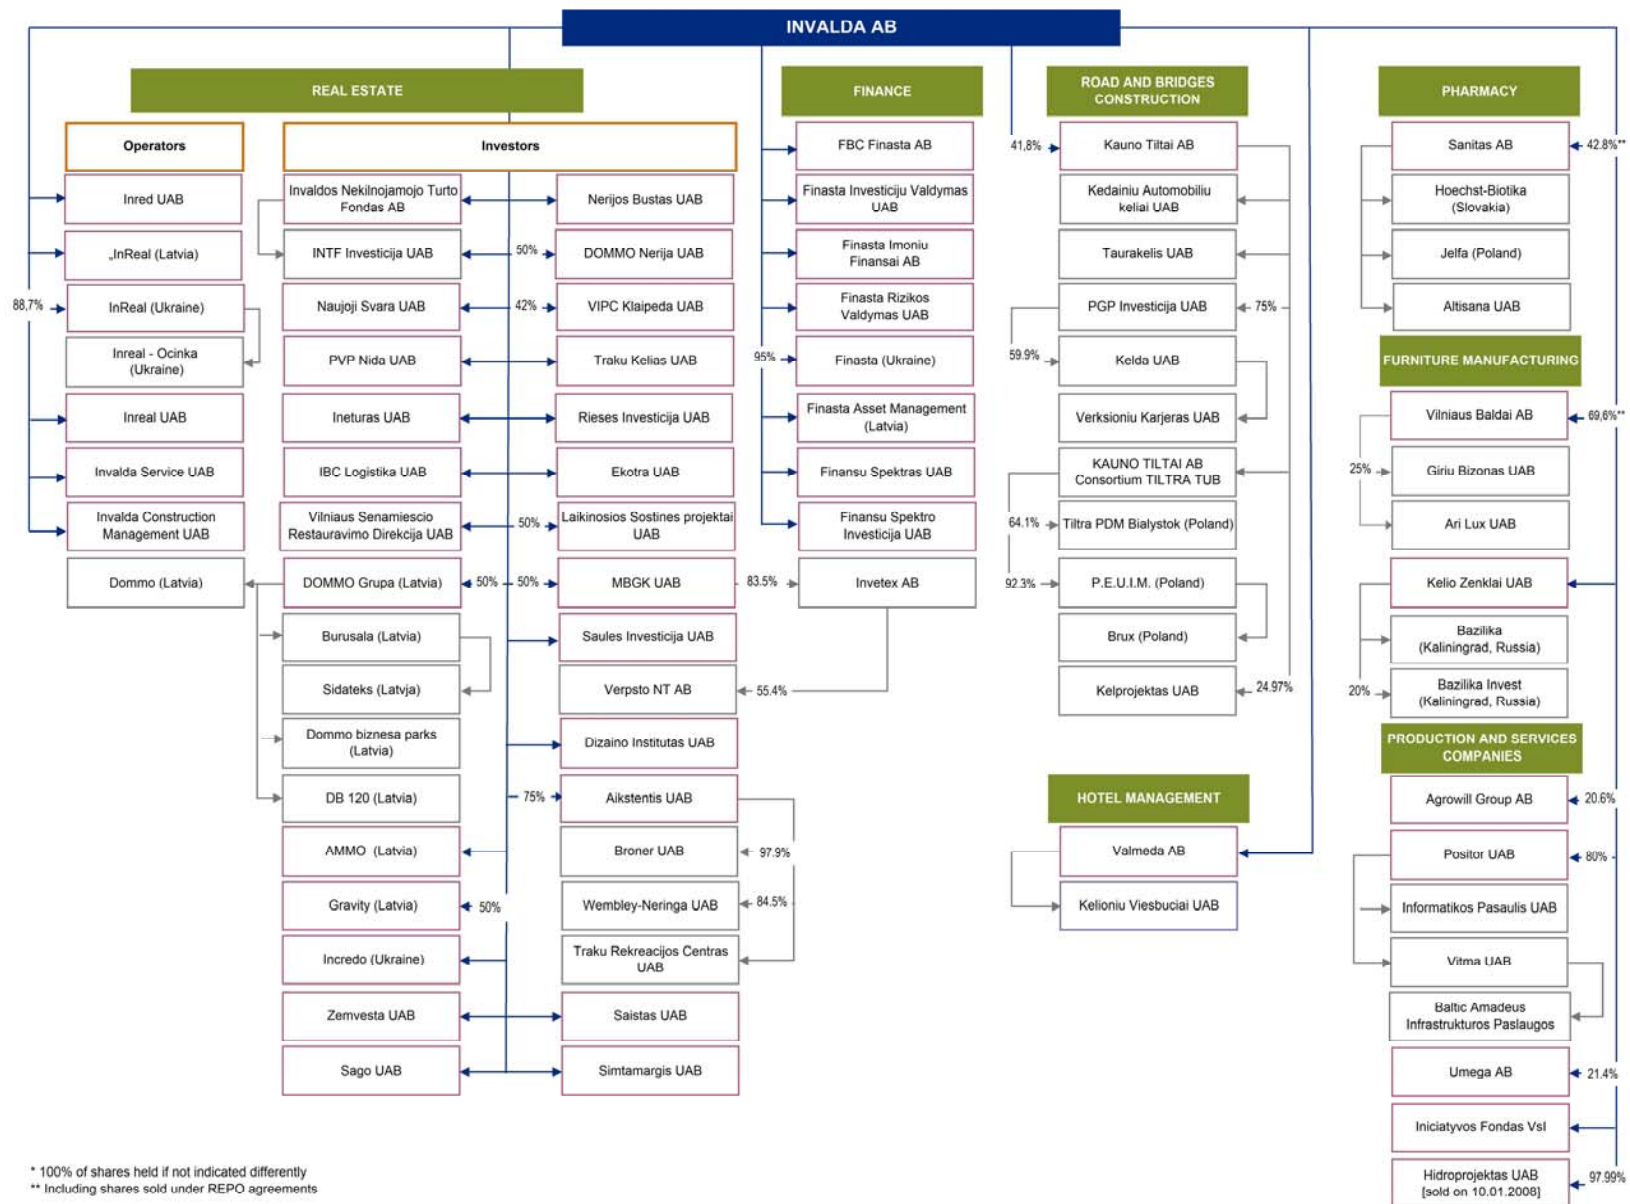 INVALDA AB
REAL ESTATE
Operators
Inred UAB
„InReal (Latvia)
88,7%
InReal (Ukraine)
Inreal - Ocinka
(Ukraine)
Inreal UAB
Invalda Service UAB
Invalda Construction
Management UAB
Dommo (Latvia)
Investors
Invaldos Nekilnojamojo Turto
Fondas AB
Nerijos Bustas UAB
INTF Investicija UAB
50%
DOMMO Nerija UAB
Naujoji Svara UAB
42%
VIPC Klaipeda UAB
PVP Nida UAB
Traku Kelias UAB
Ineturas UAB
Rieses Investicija UAB
IBC Logistika UAB
Ekotra UAB
Vilniaus Senamiescio
Restauravimo Direkcija UAB
50%
Laikinosios Sostines projektai
UAB
DOMMO Grupa (Latvia)
50%
50%
MBGK UAB
83.5%
Burusala (Latvia)
Saules Investicija UAB
Sidateks (Latvja)
Verpsto NT AB
55.4%
Dommo biznesa parks
(Latvia)
Dizaino Institutas UAB
DB 120 (Latvia)
75%
Aikstentis UAB
AMMO (Latvia)
Broner UAB
97.9%
Gravity (Latvia)
50%
Wembley-Neringa UAB
84.5%
Incredo (Ukraine)
Traku Rekreacijos Centras
UAB
Zemvesta UAB
Saistas UAB
Sago UAB
Simtamargis UAB
FINANCE
FBC Finasta AB
Finasta Investiciju Valdymas
UAB
Finasta Imoniu
Finansai AB
Finasta Rizikos
Valdymas UAB
95%
Finasta (Ukraine)
Finasta Asset Management
(Latvia)
Finansu Spektras UAB
Finansu Spektro
Investicija UAB
Invetex AB
ROAD AND BRIDGES
CONSTRUCTION
41,8%
Kauno Tiltai AB
Kedainiu Automobiliu
keliai UAB
Taurakelis UAB
PGP Investicija UAB
75%
59.9%
Kelda UAB
Verksioniu Karjeras UAB
KAUNO TILTAI AB
Consortium TILTRA TUB
64.1%
Tiltra PDM Bialystok (Poland)
92.3%
P.E.U.I.M. (Poland)
Brux (Poland)
Kelprojektas UAB
24.97%
HOTEL MANAGEMENT
Valmeda AB
Kelioniu Viesbuciai UAB
PHARMACY
Sanitas AB
42.8%**
Hoechst-Biotika
(Slovakia)
Jelfa (Poland)
Altisana UAB
FURNITURE MANUFACTURING
Vilniaus Baldai AB
69,6%**
25%
Giriu Bizonas UAB
Ari Lux UAB
Kelio Zenklai UAB
Bazilika
(Kaliningrad, Russia)
20%
Bazilika Invest
(Kaliningrad, Russia)
PRODUCTION AND SERVICES
COMPANIES
Agrowill Group AB
20.6%
Positor UAB
80%
Informatikos Pasaulis UAB
Vitma UAB
Baltic Amadeus
Infrastrukturos Paslaugos
Umega AB
21.4%
Iniciatyvos Fondas VsI
Hidroprojektas UAB
[sold on 10.01.2008]
97.99%
* 100% of shares held if not indicated differently
** Including shares sold under REPO agreements